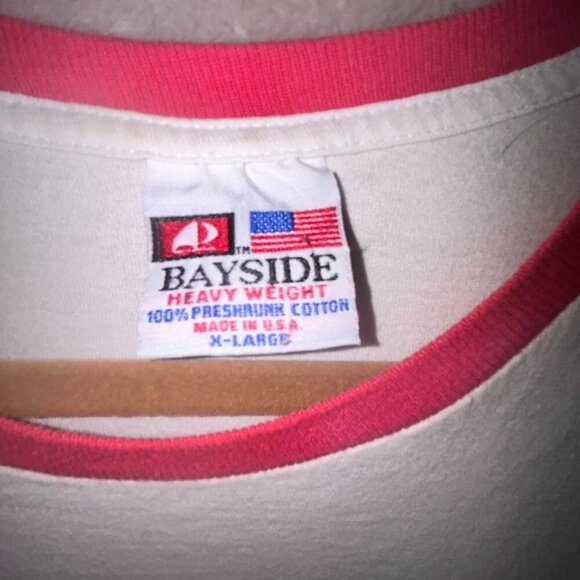 TM
BAYSIDE
HEAVY WEIGHT
100% PRESHRUNK COTTON
MADE IN U.S.A.
X-LARGE